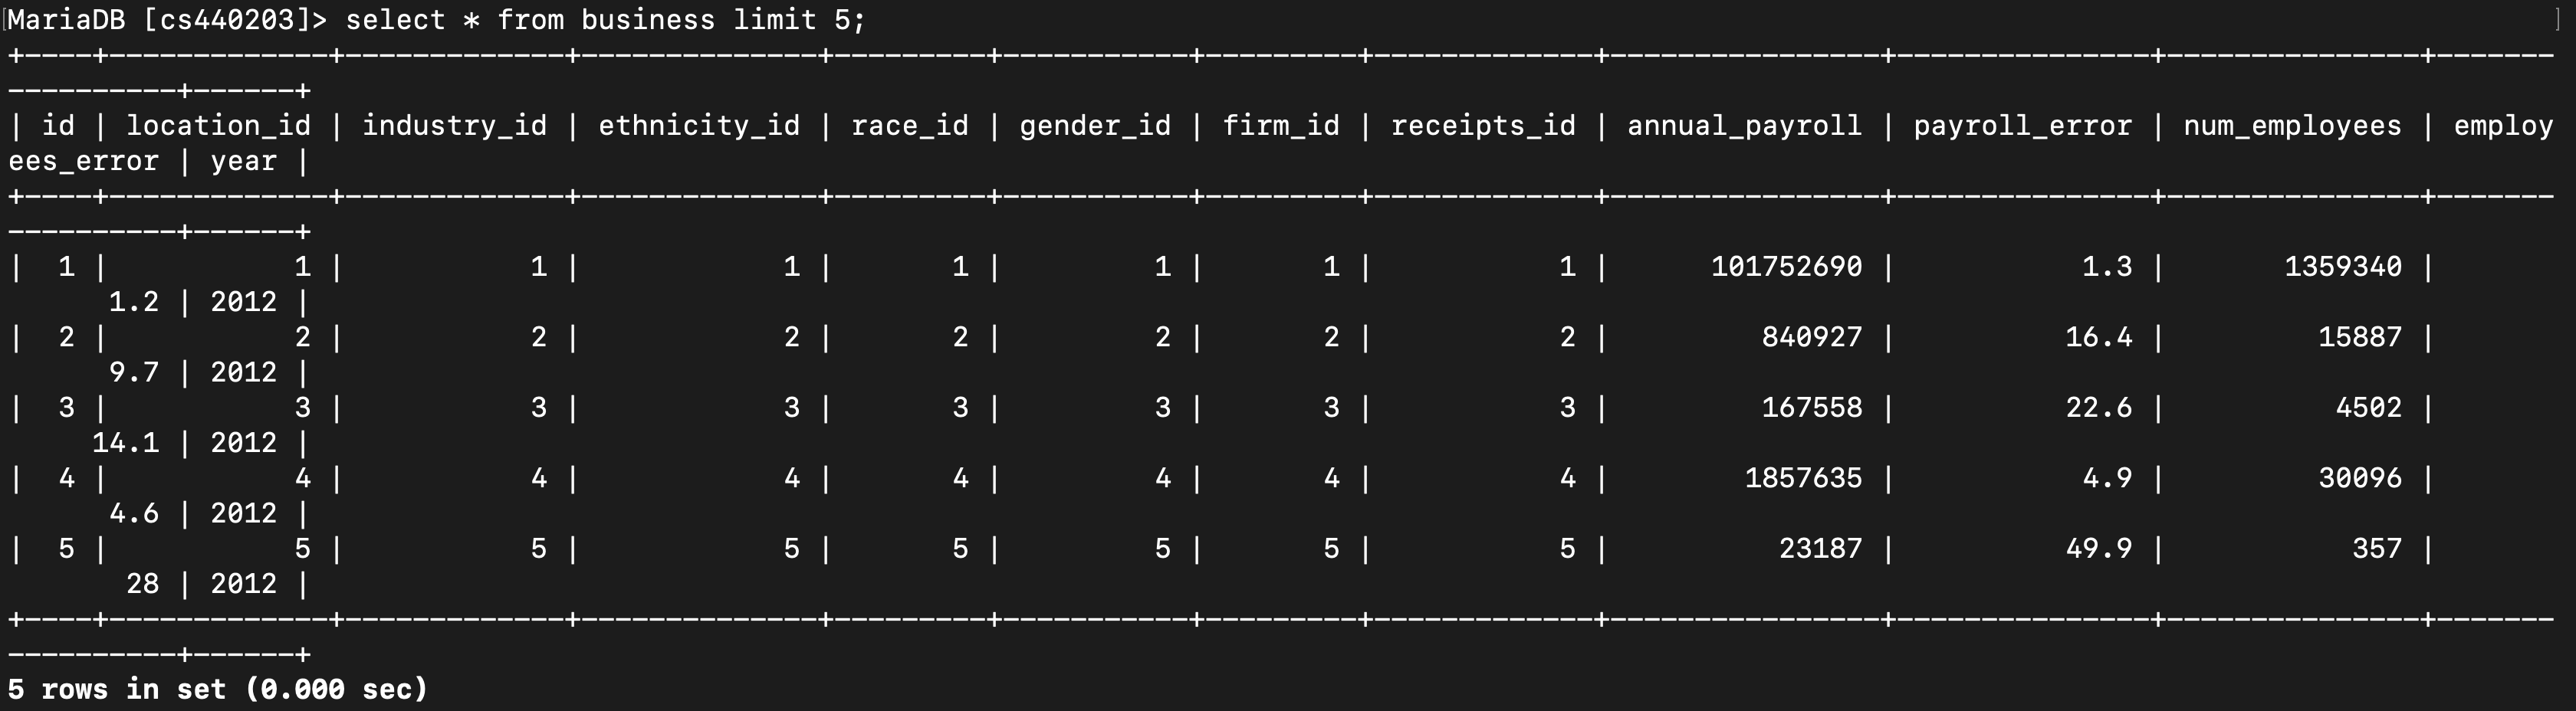 [MariaDB [cs440203]> select * from business limit 5;                                                    ]
+----+-------------+-------------+--------------+---------+-----------+---------+-------------+----------------+---------------+---------------+-------
----------+------+
| id | location_id | industry_id | ethnicity_id | race_id | gender_id | firm_id | receipts_id | annual_payroll | payroll_error | num_employees | employ
ees_error | year |
+----+-------------+-------------+--------------+---------+-----------+---------+-------------+----------------+---------------+---------------+-------
----------+------+
|  1 |           1 |           1 |            1 |       1 |         1 |       1 |           1 |      101752690 |           1.3 |       1359340 |
      1.2 | 2012 |
|  2 |           2 |           2 |            2 |       2 |         2 |       2 |           2 |         840927 |          16.4 |         15887 |
      9.7 | 2012 |
|  3 |           3 |           3 |            3 |       3 |         3 |       3 |           3 |         167558 |          22.6 |          4502 |
     14.1 | 2012 |
|  4 |           4 |           4 |            4 |       4 |         4 |       4 |           4 |        1857635 |           4.9 |         30096 |
      4.6 | 2012 |
|  5 |           5 |           5 |            5 |       5 |         5 |       5 |           5 |          23187 |          49.9 |           357 |
       28 | 2012 |
+----+-------------+-------------+--------------+---------+-----------+---------+-------------+----------------+---------------+---------------+-------
----------+------+
5 rows in set (0.000 sec)